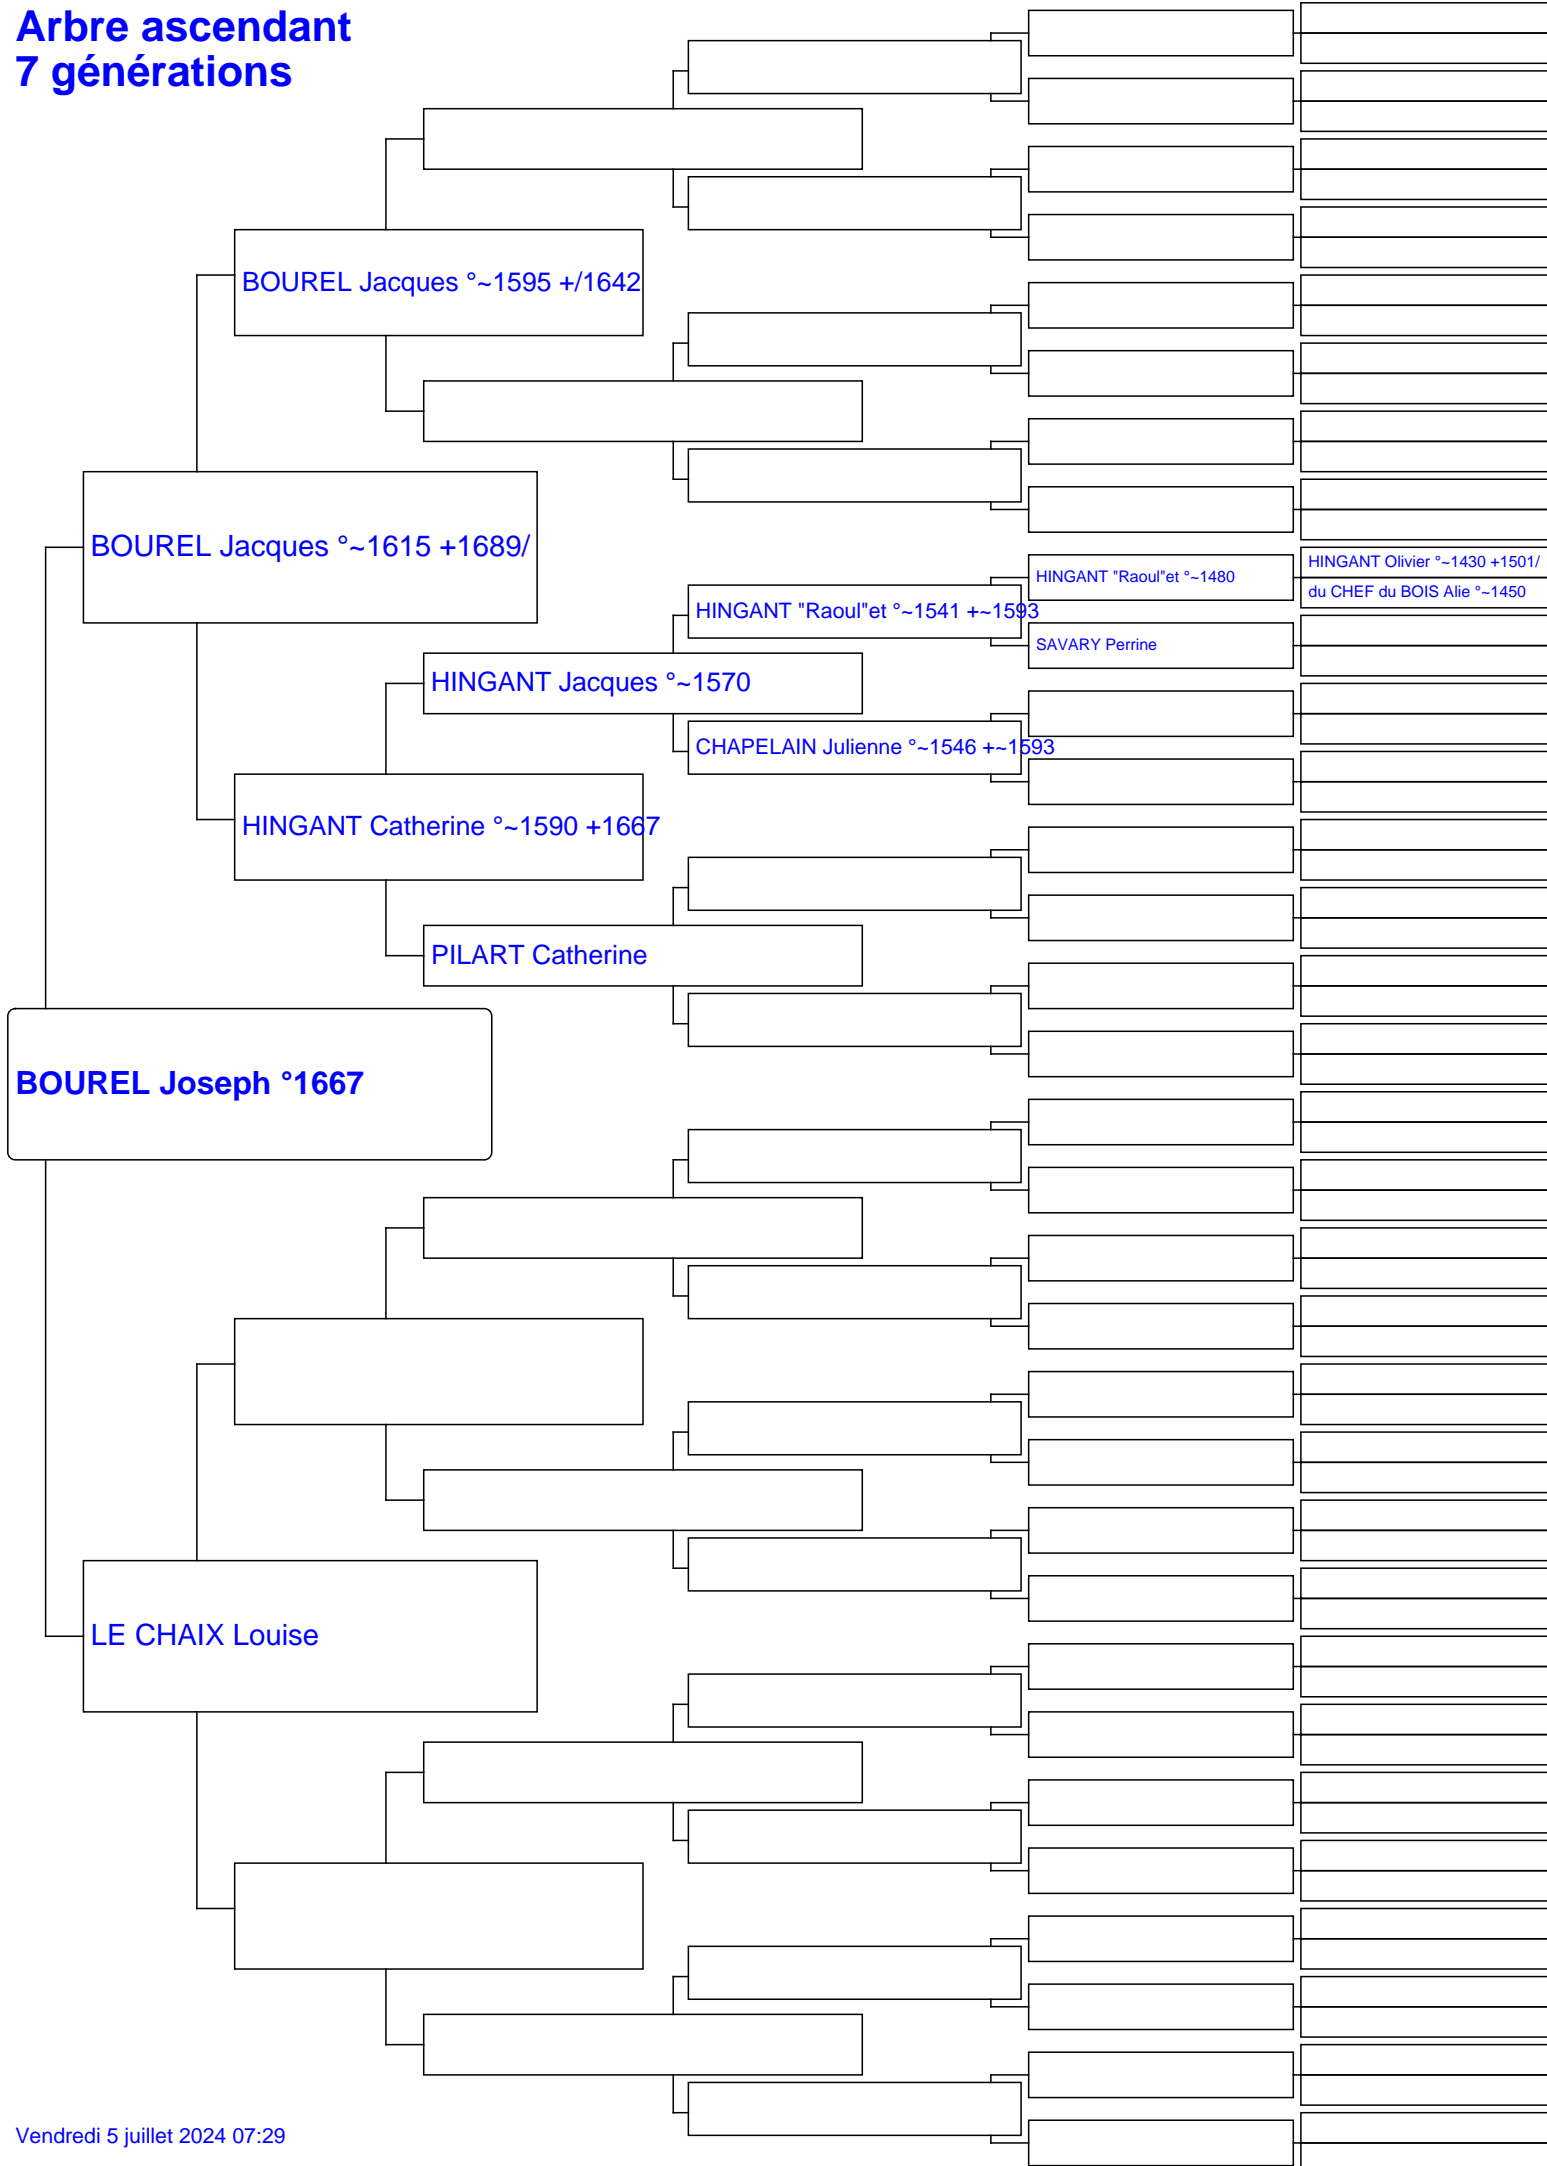 Arbre ascendant
7 générations
BOUREL Jacques °~1595 +/1642
BOUREL Jacques °~1615 +1689/
HINGANT Olivier °~1430 +1501/
HINGANT "Raoul"et °~1480
du CHEF du BOIS Alie °~1450
HINGANT "Raoul"et °~1541 +~1593
SAVARY Perrine
HINGANT Jacques °~1570
CHAPELAIN Julienne °~1546 +~1593
HINGANT Catherine °~1590 +1667
PILART Catherine
BOUREL Joseph °1667
LE CHAIX Louise
Vendredi 5 juillet 2024 07:29